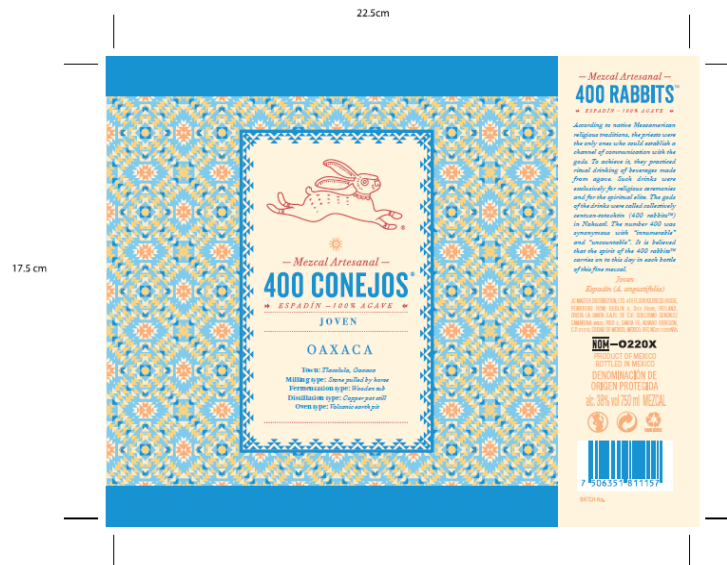 22.5cm
17.5 cm
— Mezcal Artesanal —
400 CONEJOS®
ESPADÍN – 100% AGAVE
JOVEN
OAXACA
Town: Tlacolula, Oaxaca
Milling type: Stone pulled by horse
Fermentation type: Wooden tub
Distillation type: Copper pot still
Oven type: Volcanic earth pit
— Mezcal Artesanal —
400 RABBITS™
ESPADÍN – 100% AGAVE
According to native Mesoamerican
religious traditions, the priests were
the only ones who could establish a
channel of communication with the
gods. To achieve it, they practiced
ritual drinking of beverages made
from agave. Such drinks were
exclusively for religious ceremonies
and for the spiritual elite. The gods
of the drinks were called collectively
centzon-totochtin (400 rabbits™)
in Nahuatl. The number 400 was
synonymous with "innumerable"
and "uncountable". It is believed
that the spirit of the 400 rabbits™
carries on to this day in each bottle
of this fine mezcal.
Joven
Espadín (A. angustifolia)
NOM–O220X
PRODUCT OF MEXICO
BOTTLED IN MEXICO
DENOMINACIÓN DE
ORIGEN PROTEGIDA
alc. 38% vol 750 ml MEZCAL
7 506351 811157
BATCH No.